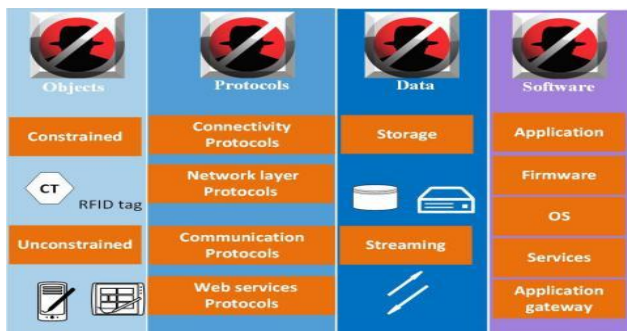 Objects
Constrained
CT
RFID tag
Unconstrained
Protocols
Connectivity
Protocols
Network layer
Protocols
Communication
Protocols
Web services
Protocols
Data
Storage
Streaming
Software
Application
Firmware
OS
Services
Application
gateway